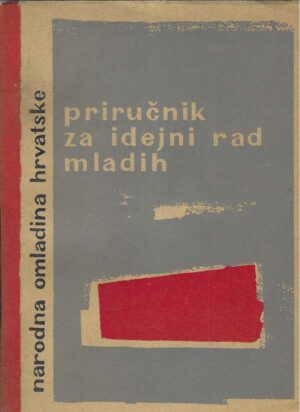 narodna omladina hrvatske
priručnik
za idejni rad
mladih